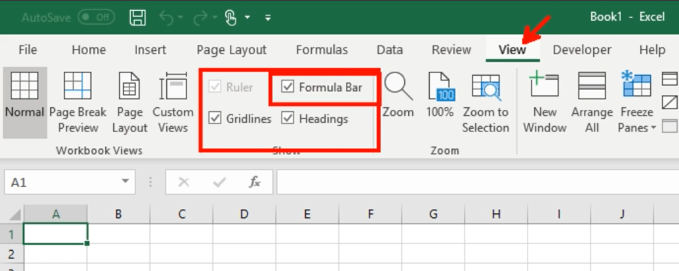 AutoSave Off Book1 - Excel
File Home Insert Page Layout Formulas Data Review View Developer Help
Ruler Formula Bar
Gridlines Headings
Normal Page Break Preview Page Layout Custom Views Zoom 100% Zoom to Selection New Window Arrange All Freeze Panes
100
Workbook Views Show Zoom
A1 fx
A B C D E F G H I J
1
2